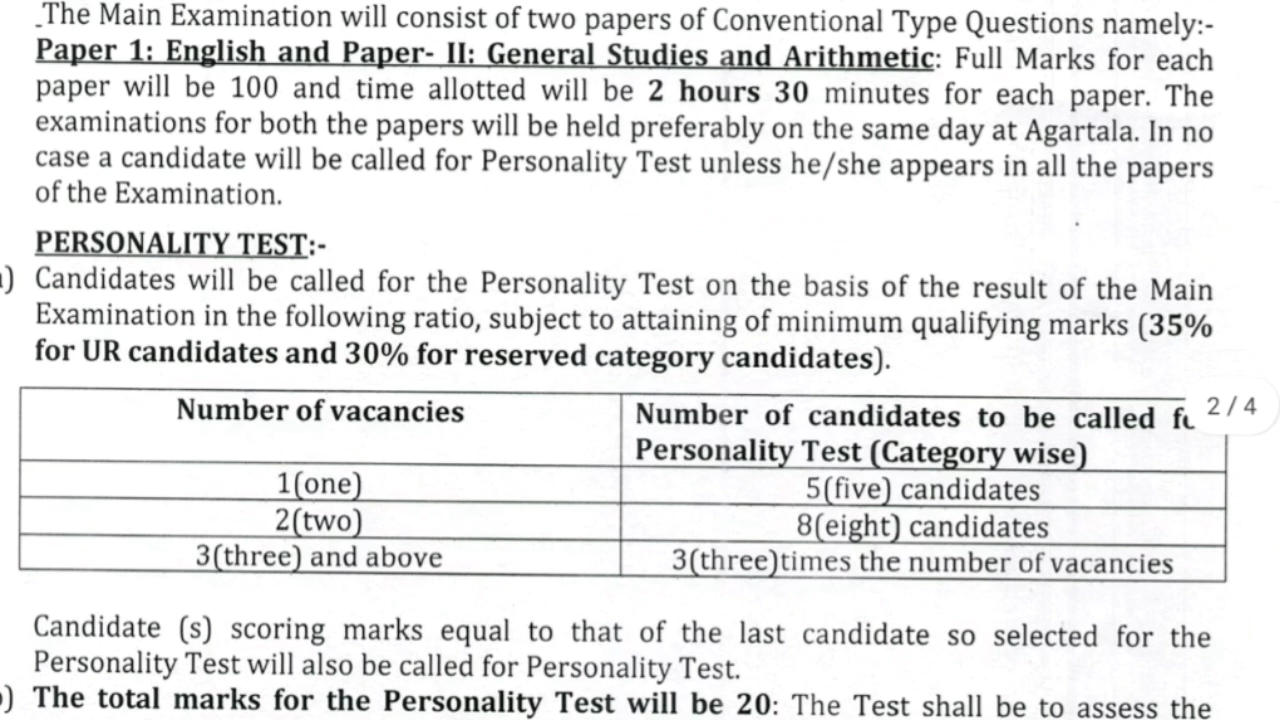 The Main Examination will consist of two papers of Conventional Type Questions namely:-
Paper 1: English and Paper- II: General Studies and Arithmetic: Full Marks for each
paper will be 100 and time allotted will be 2 hours 30 minutes for each paper. The
examinations for both the papers will be held preferably on the same day at Agartala. In no
case a candidate will be called for Personality Test unless he/she appears in all the papers
of the Examination.
PERSONALITY TEST:-
) Candidates will be called for the Personality Test on the basis of the result of the Main
Examination in the following ratio, subject to attaining of minimum qualifying marks (35%
for UR candidates and 30% for reserved category candidates).
Number of vacancies
Number of candidates to be called
Personality Test (Category wise)
2 / 4
1(one)
5(five) candidates
2(two)
8(eight) candidates
3(three) and above
3(three)times the number of vacancies
Candidate (s) scoring marks equal to that of the last candidate so selected for the
Personality Test will also be called for Personality Test.
) The total marks for the Personality Test will be 20: The Test shall be to assess the